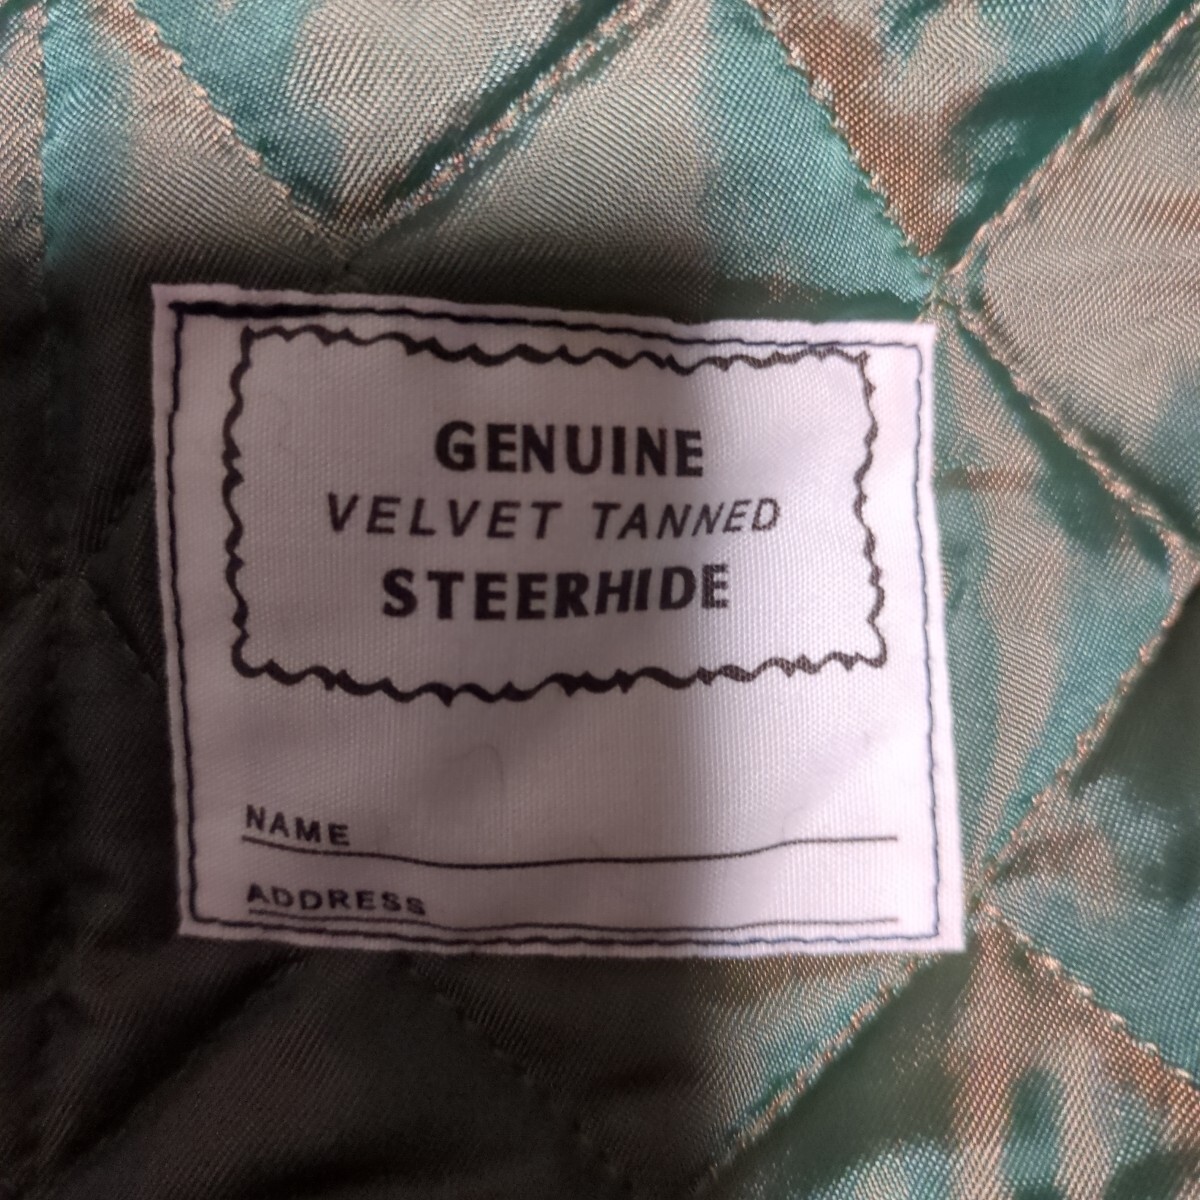 GENUINE
VELVET TANNED
STEERHIDE
NAME
ADDRESS